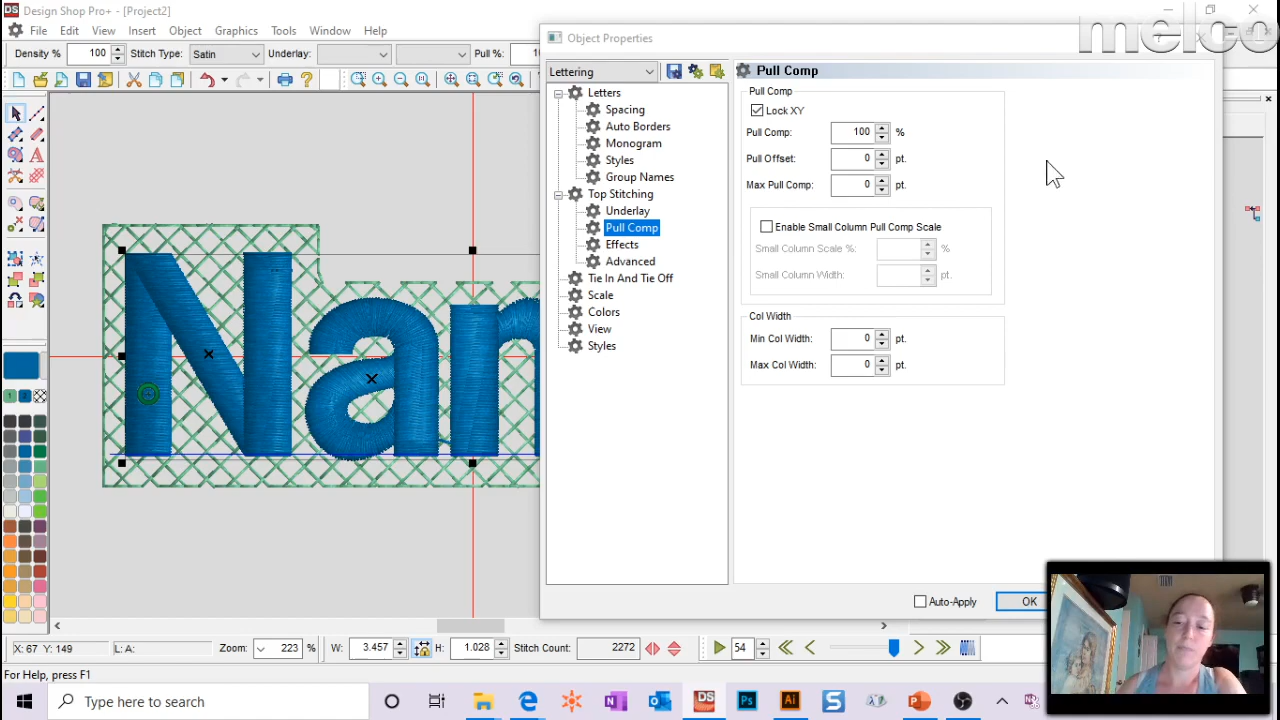 Design Shop Pro+ - [Project2]
melco
File Edit View Insert Object Graphics Tools Window Help
Object Properties
Density % 100 Stitch Type: Satin Underlay: Pull %:
Lettering
Pull Comp
Letters
Spacing
Auto Borders
Monogram
Styles
Group Names
Top Stitching
Underlay
Pull Comp
Effects
Advanced
Tie In And Tie Off
Scale
Colors
View
Styles
Pull Comp
Lock XY
Pull Comp: 100 %
Pull Offset: 0 pt.
Max Pull Comp: 0 pt.
Enable Small Column Pull Comp Scale
Small Column Scale %: %
Small Column Width: pt.
Col Width
Min Col Width: 0 pt.
Max Col Width: 0 pt.
Nam
Auto-Apply OK
X: 67 Y: 149 L: A: Zoom: 223 % W: 3.457 H: 1.028 Stitch Count: 2272 54
For Help, press F1
Type here to search